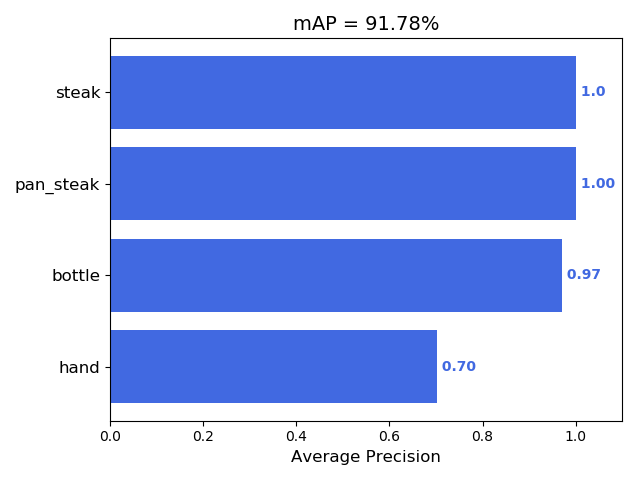 mAP = 91.78%
steak 1.0
pan_steak 1.00
bottle 0.97
hand 0.70
0.0 0.2 0.4 0.6 0.8 1.0
Average Precision